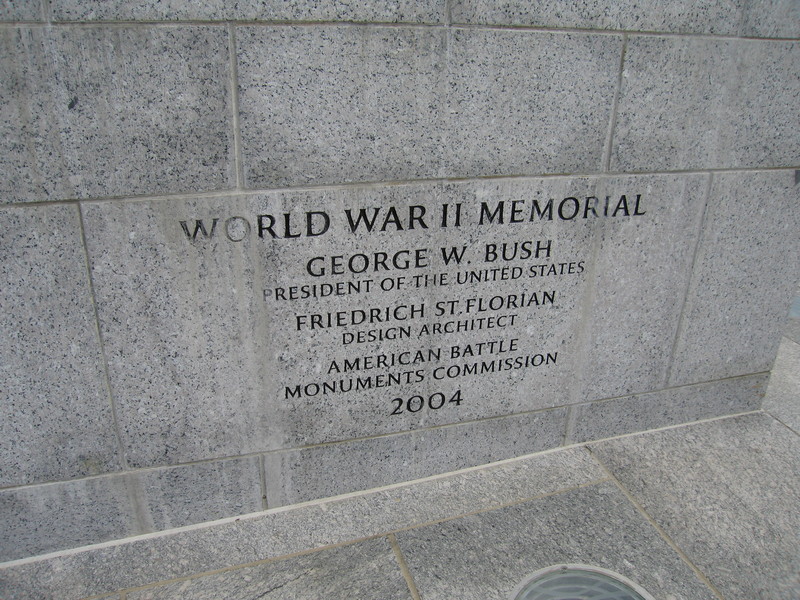 WORLD WAR II MEMORIAL
GEORGE W. BUSH
PRESIDENT OF THE UNITED STATES
FRIEDRICH ST.FLORIAN
DESIGN ARCHITECT
AMERICAN BATTLE
MONUMENTS COMMISSION
2004